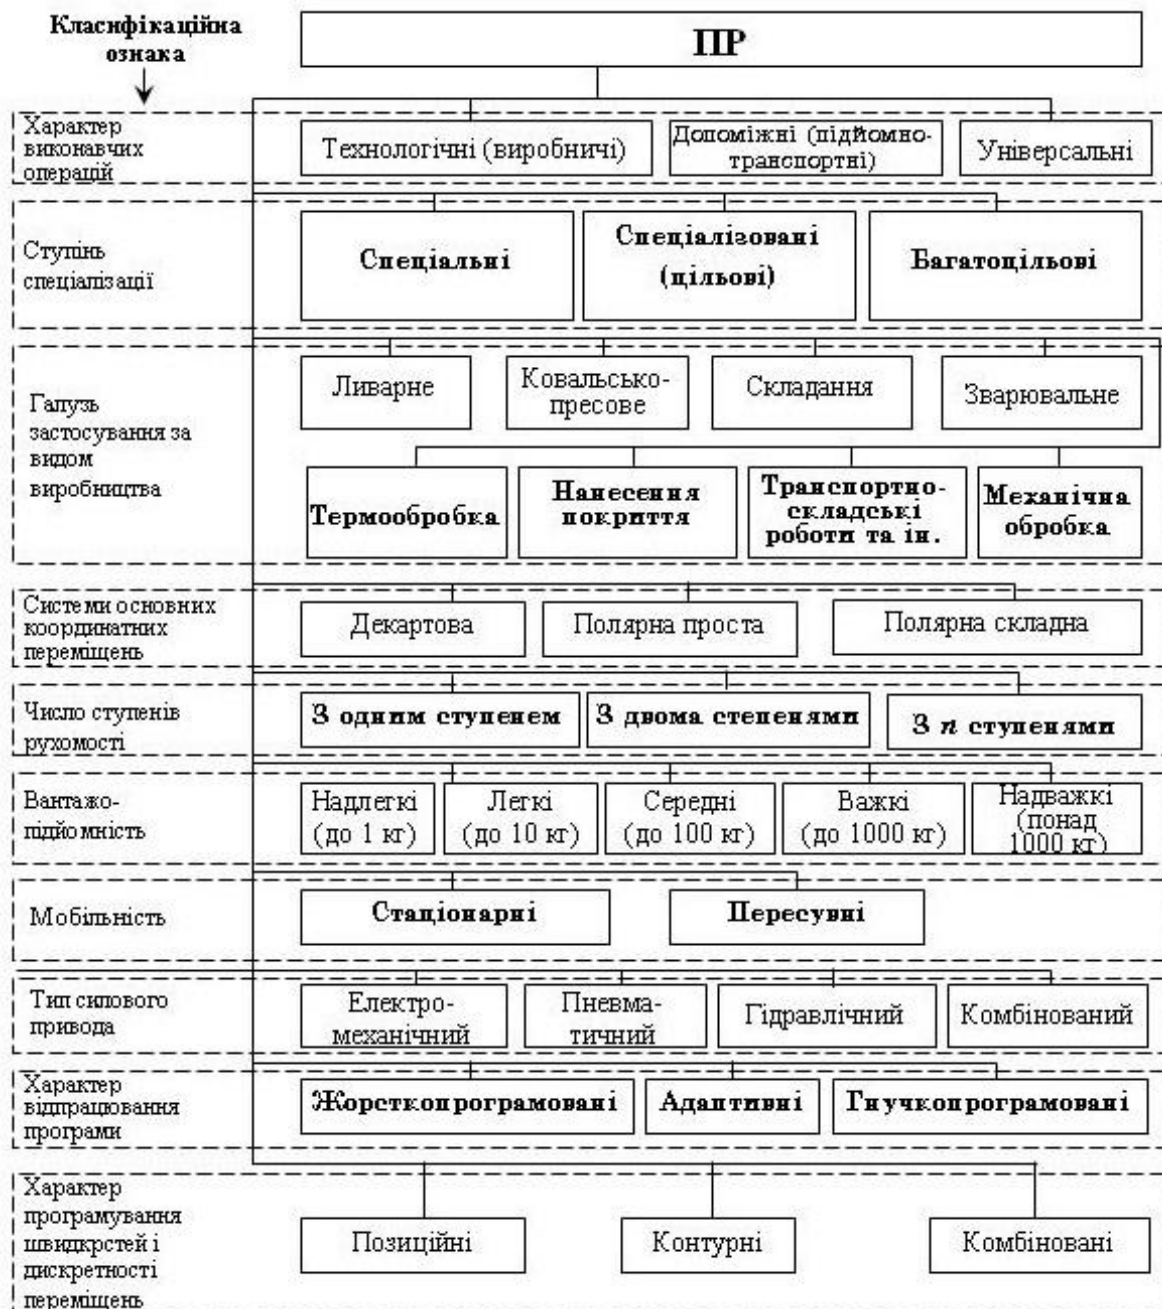 Класифікаційна
ознака
ПР
Характер
виконавчих
операцій
Технологічні (виробничі)
Допоміжні (підйомно-
транспортні)
Універсальні
Ступінь
спеціалізації
Спеціальні
Спеціалізовані
(цільові)
Багатоцільові
Галузь
застосування за
видом
виробництва
Ливарне
Ковальсько-
пресове
Складання
Зварювальне
Термообробка
Нанесення
покриття
Транспортно-
складські
роботи та ін.
Механічна
обробка
Системи основних
координатних
переміщень
Декартова
Полярна проста
Полярна складна
Число ступенів
рухомості
З одним ступенем
З двома степенями
З n ступенями
Вантажо-
підйомність
Надлегкі
(до 1 кг)
Легкі
(до 10 кг)
Середні
(до 100 кг)
Важкі
(до 1000 кг)
Надважкі
(понад
1000 кг)
Мобільність
Стаціонарні
Пересувні
Тип силового
привода
Електро-
механічний
Пневма-
тичний
Гідравлічний
Комбінований
Характер
відпрацювання
програми
Жорсткопрограмовані
Адаптивні
Гнучкопрограмовані
Характер
програмування
швидкрстей і
дискретності
переміщень
Позиційні
Контурні
Комбіновані